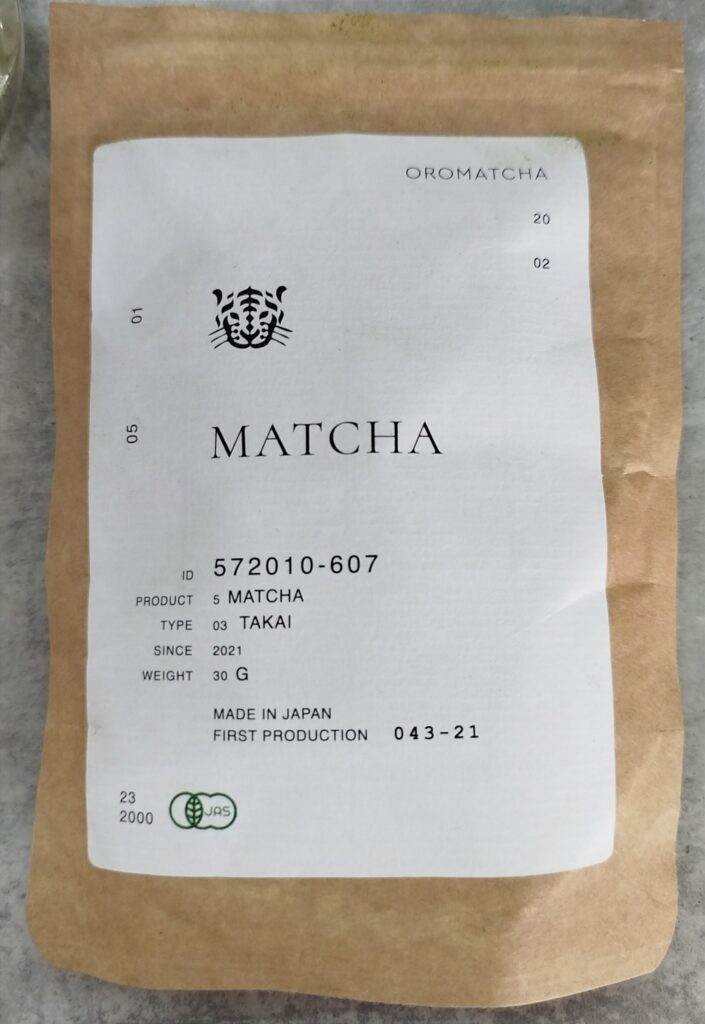 OROMATCHA
20
02
01
05
MATCHA
ID 572010-607
PRODUCT 5 MATCHA
TYPE 03 TAKAI
SINCE 2021
WEIGHT 30 G
MADE IN JAPAN
FIRST PRODUCTION 043-21
23
2000
JAS